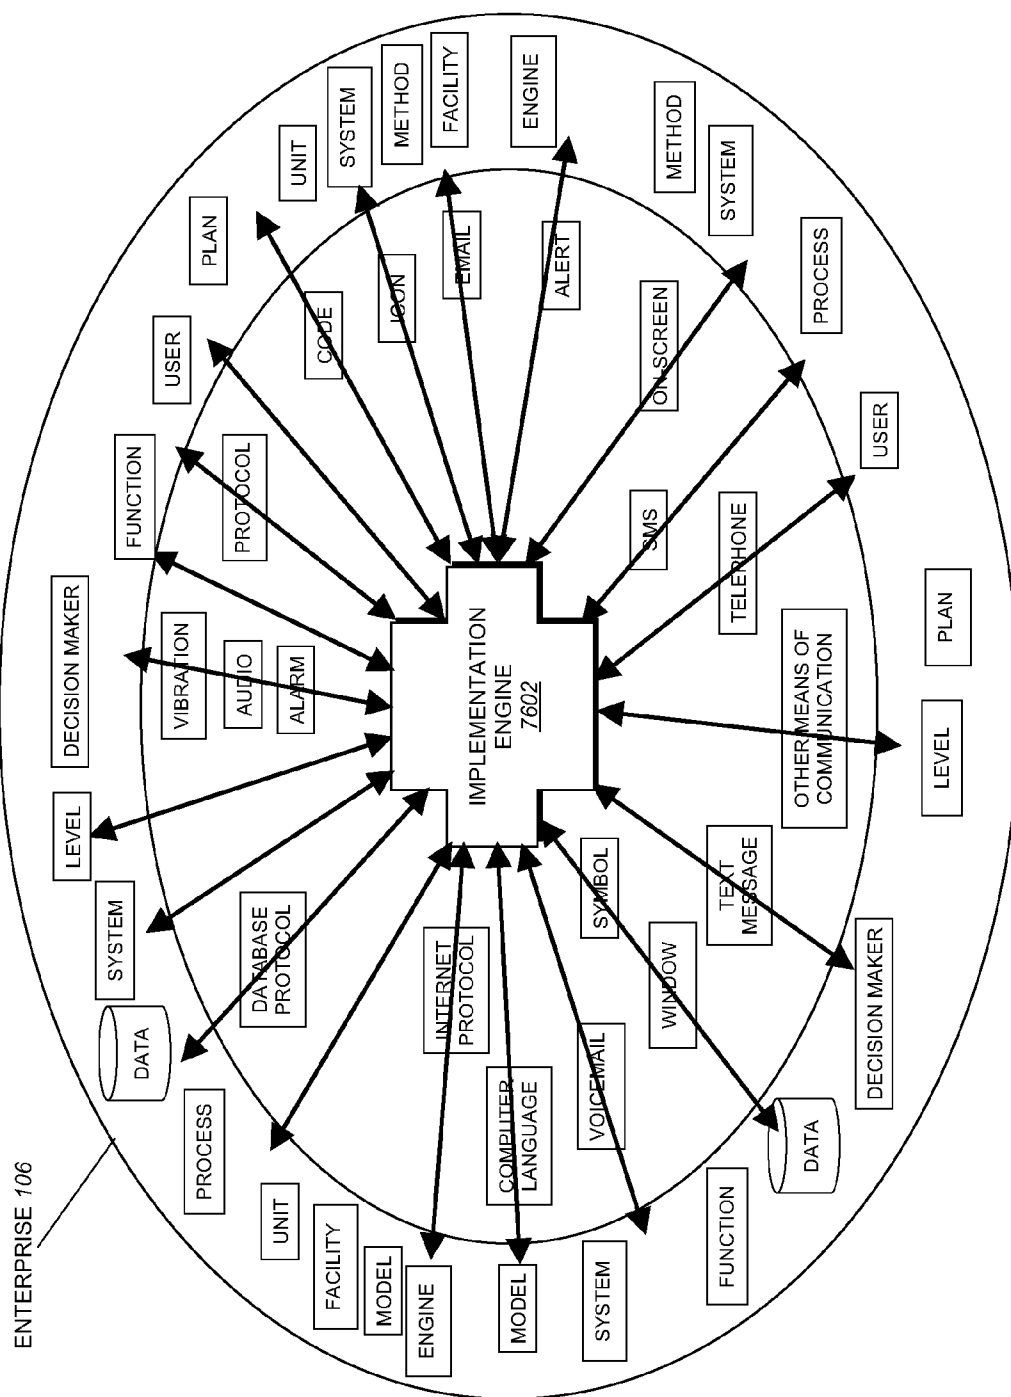 ENTERPRISE 106
LEVEL
DECISION MAKER
SYSTEM
FUNCTION
DATA
USER
VIBRATION
PROCESS
PLAN
AUDIO
PROTOCOL
DATABASE
PROTOCOL
UNIT
ALARM
UNIT
CODE
FACILITY
SYSTEM
MODEL
ICON
METHOD
ENGINE
FACILITY
INTERNET
PROTOCOL
EMAIL
IMPLEMENTATION
ENGINE
7602
MODEL
COMPUTER
LANGUAGE
ENGINE
ALERT
SYSTEM
VOICEMAIL
SYMBOL
SMS
ON-SCREEN
WINDOW
METHOD
FUNCTION
TEXT
MESSAGE
TELEPHONE
SYSTEM
DATA
OTHER MEANS OF
COMMUNICATION
PROCESS
DECISION MAKER
USER
LEVEL
PLAN